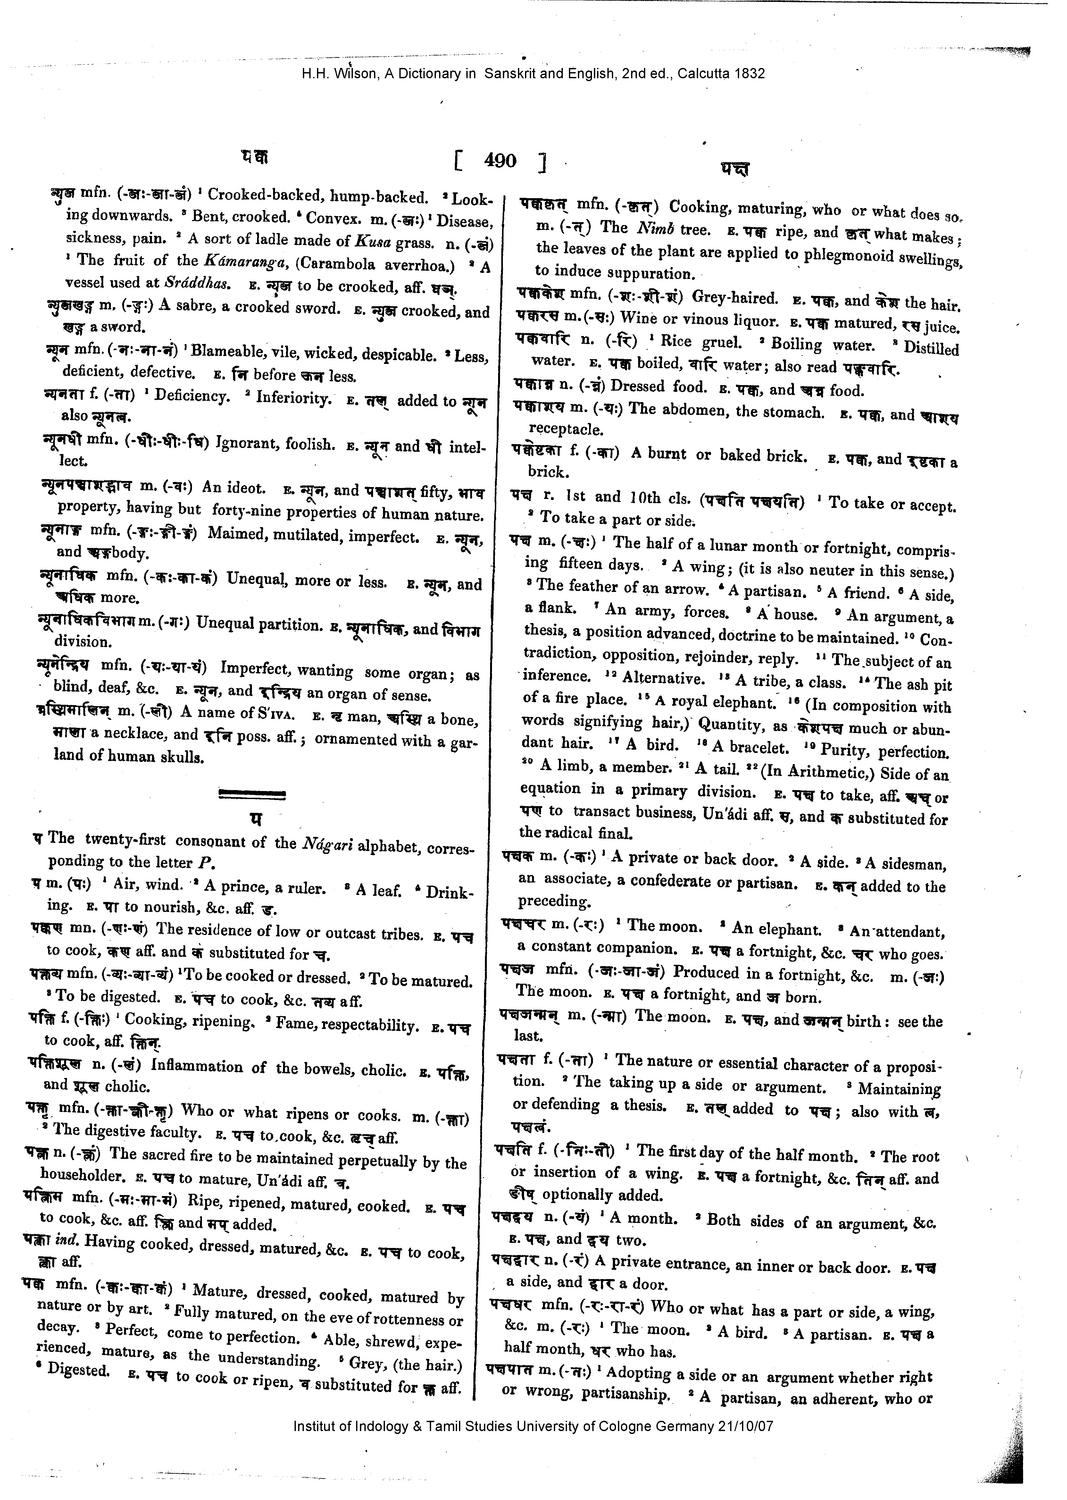 H.H. Wilson, A Dictionary in Sanskrit and English, 2nd ed., Calcutta 1832
पक्व [ 490 ] पक्ष
न्युब्ज mfn. (-ब्जः-ब्जा-ब्जं) ¹ Crooked-backed, hump-backed. ² Look-
ing downwards. ³ Bent, crooked. ⁴ Convex. m. (-ब्जः) ¹ Disease,
sickness, pain. ² A sort of ladle made of Kusa grass. n. (-ब्जं)
¹ The fruit of the Kámaranga, (Carambola averrhoa.) ² A
vessel used at Sráddhas. E. न्युब्ज to be crooked, aff. घञ्.
न्युब्जखड्ग m. (-ड्गः) A sabre, a crooked sword. E. न्युब्ज crooked, and
खड्ग a sword.
न्यून mfn. (-नः-ना-नं) ¹ Blameable, vile, wicked, despicable. ² Less,
deficient, defective. E. नि before ऊन less.
न्यूनता f. (-ता) ¹ Deficiency. ² Inferiority. E. तल् added to न्यून
also न्यूनत्व.
न्यूनधी mfn. (-धीः-धीः-धि) Ignorant, foolish. E. न्यून and धी intel-
lect.
न्यूनपञ्चाशद्भाव m. (-वः) An ideot. E. न्यून, and पञ्चाशत् fifty, भाव
property, having but forty-nine properties of human nature.
न्यूनाङ्ग mfn. (-ङ्गः-ङ्गी-ङ्गं) Maimed, mutilated, imperfect. E. न्यून,
and अङ्ग body.
न्यूनाधिक mfn. (-कः-का-कं) Unequal, more or less. E. न्यून, and
अधिक more.
न्यूनाधिकविभाग m. (-गः) Unequal partition. E. न्यूनाधिक, and विभाग
division.
न्यूनेन्द्रिय mfn. (-यः-या-यं) Imperfect, wanting some organ; as
blind, deaf, &c. E. न्यून, and इन्द्रिय an organ of sense.
त्रस्थिमालिन् m. (-ली) A name of S'IVA. E. नृ man, अस्थि a bone,
माला a necklace, and इनि poss. aff.; ornamented with a gar-
land of human skulls.
प
प The twenty-first consonant of the Nágari alphabet, corres-
ponding to the letter P.
प m. (पः) ¹ Air, wind. ² A prince, a ruler. ³ A leaf. ⁴ Drink-
ing. E. पा to nourish, &c. aff. ड.
पक्कण mn. (-णः-णं) The residence of low or outcast tribes. E. पच
to cook, कण aff. and क substituted for च.
पक्तव्य mfn. (-व्यः-व्या-व्यं) ¹ To be cooked or dressed. ² To be matured.
³ To be digested. E. पच to cook, &c. तव्य aff.
पक्ति f. (-क्तिः) ¹ Cooking, ripening. ² Fame, respectability. E. पच
to cook, aff. क्तिन्.
पक्तिशूल n. (-लं) Inflammation of the bowels, cholic. E. पक्ति,
and शूल cholic.
पक्तृ mfn. (-क्ता-क्त्री-क्तृ) Who or what ripens or cooks. m. (-क्ता)
² The digestive faculty. E. पच to cook, &c. तृच् aff.
पक्त्र n. (-क्त्रं) The sacred fire to be maintained perpetually by the
householder. E. पच to mature, Un'ádi aff. त्र.
पक्त्रिम mfn. (-मः-मा-मं) Ripe, ripened, matured, cooked. E. पच
to cook, &c. aff. क्त्रि and मप् added.
पक्त्वा ind. Having cooked, dressed, matured, &c. E. पच to cook,
क्त्वा aff.
पक्व mfn. (-क्वः-क्वा-क्वं) ¹ Mature, dressed, cooked, matured by
nature or by art. ² Fully matured, on the eve of rottenness or
decay. ³ Perfect, come to perfection. ⁴ Able, shrewd, expe-
rienced, mature, as the understanding. ⁵ Grey, (the hair.)
⁶ Digested. E. पच to cook or ripen, व substituted for क्त aff.
पक्वकृत् mfn. (-कृत्) Cooking, maturing, who or what does so.
m. (-त्) The Nimb tree. E. पक्व ripe, and कृत् what makes;
the leaves of the plant are applied to phlegmonoid swellings,
to induce suppuration.
पक्वकेश mfn. (-शः-शी-शं) Grey-haired. E. पक्व, and केश the hair.
पक्वरस m. (-सः) Wine or vinous liquor. E. पक्व matured, रस juice.
पक्ववारि n. (-रि) ¹ Rice gruel. ² Boiling water. ³ Distilled
water. E. पक्व boiled, वारि water; also read पङ्कवारि.
पक्वान्न n. (-न्नं) Dressed food. E. पक्व, and अन्न food.
पक्वाशय m. (-यः) The abdomen, the stomach. E. पक्व, and आशय
receptacle.
पक्वेष्टका f. (-का) A burnt or baked brick. E. पक्व, and इष्टका a
brick.
पक्ष r. 1st and 10th cls. (पक्षति पक्षयति) ¹ To take or accept.
² To take a part or side.
पक्ष m. (-क्षः) ¹ The half of a lunar month or fortnight, compris-
ing fifteen days. ² A wing; (it is also neuter in this sense.)
³ The feather of an arrow. ⁴ A partisan. ⁵ A friend. ⁶ A side,
a flank. ⁷ An army, forces. ⁸ A house. ⁹ An argument, a
thesis, a position advanced, doctrine to be maintained. ¹⁰ Con-
tradiction, opposition, rejoinder, reply. ¹¹ The subject of an
inference. ¹² Alternative. ¹³ A tribe, a class. ¹⁴ The ash pit
of a fire place. ¹⁵ A royal elephant. ¹⁶ (In composition with
words signifying hair,) Quantity, as केशपक्ष much or abun-
dant hair. ¹⁷ A bird. ¹⁸ A bracelet. ¹⁹ Purity, perfection.
²⁰ A limb, a member. ²¹ A tail. ²² (In Arithmetic,) Side of an
equation in a primary division. E. पक्ष to take, aff. अच् or
पण to transact business, Un'ádi aff. स, and क substituted for
the radical final.
पक्षक m. (-कः) ¹ A private or back door. ² A side. ³ A sidesman,
an associate, a confederate or partisan. E. कन् added to the
preceding.
पक्षचर m. (-रः) ¹ The moon. ² An elephant. ³ An attendant,
a constant companion. E. पक्ष a fortnight, &c. चर who goes.
पक्षज mfn. (-जः-जा-जं) Produced in a fortnight, &c. m. (-जः)
The moon. E. पक्ष a fortnight, and ज born.
पक्षजन्मन् m. (-न्मा) The moon. E. पक्ष, and जन्मन् birth: see the
last.
पक्षता f. (-ता) ¹ The nature or essential character of a proposi-
tion. ² The taking up a side or argument. ³ Maintaining
or defending a thesis. E. तल् added to पक्ष; also with त्व,
पक्षत्वं.
पक्षति f. (-तिः-ती) ¹ The first day of the half month. ² The root
or insertion of a wing. E. पक्ष a fortnight, &c. तिन् aff. and
ङीष् optionally added.
पक्षद्वय n. (-यं) ¹ A month. ² Both sides of an argument, &c.
E. पक्ष, and द्वय two.
पक्षद्वार n. (-रं) A private entrance, an inner or back door. E. पक्ष
a side, and द्वार a door.
पक्षधर mfn. (-रः-रा-रं) Who or what has a part or side, a wing,
&c. m. (-रः) ¹ The moon. ² A bird. ³ A partisan. E. पक्ष a
half month, धर who has.
पक्षपात m. (-तः) ¹ Adopting a side or an argument whether right
or wrong, partisanship. ² A partisan, an adherent, who or
Institut of Indology & Tamil Studies University of Cologne Germany 21/10/07